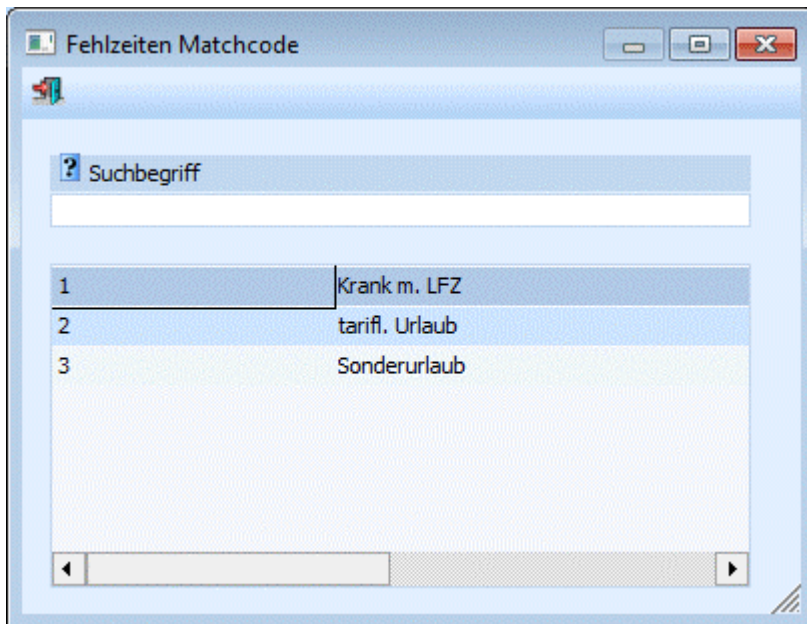 Fehlzeiten Matchcode
? Suchbegriff
1 Krank m. LFZ
2 tarifl. Urlaub
3 Sonderurlaub